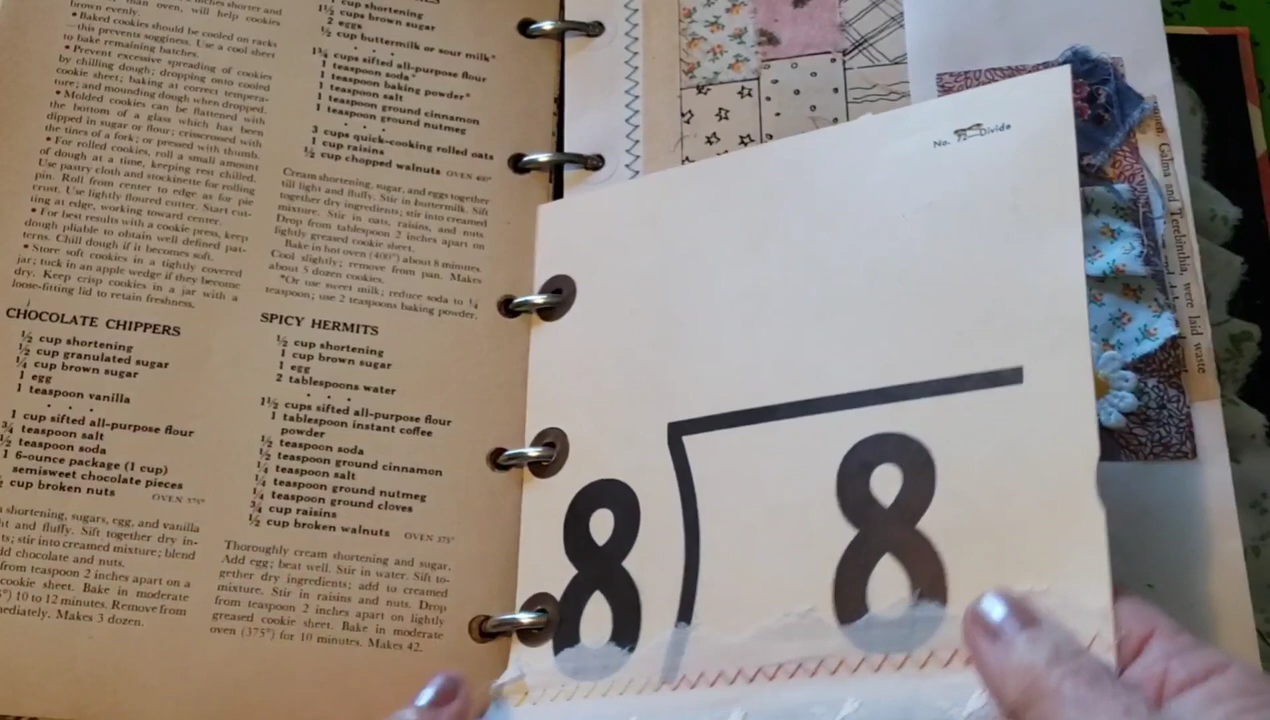 than oven, will help cookies
brown evenly.
• Baked cookies should be cooled on racks
—this prevents sogginess. Use a cool sheet
to bake remaining batches.
• Prevent excessive spreading of cookies
by chilling dough; dropping onto cooled
cookie sheet; baking at correct tempera-
ture; and mounding dough when dropped.
• Molded cookies can be flattened with
the bottom of a glass which has been
dipped in sugar or flour; crisscrossed with
the tines of a fork; or pressed with thumb.
• For rolled cookies, roll a small amount
of dough at a time, keeping rest chilled.
Use pastry cloth and stockinette for rolling
pin. Roll from center to edge as for pie
crust. Use lightly floured cutter. Start cut-
ting at edge, working toward center.
• For best results with a cookie press, keep
dough pliable to obtain well defined pat-
terns. Chill dough if it becomes soft.
• Store soft cookies in a tightly covered
jar; tuck in an apple wedge if they become
dry. Keep crisp cookies in a jar with a
loose-fitting lid to retain freshness.
CHOCOLATE CHIPPERS
½ cup shortening
½ cup granulated sugar
¼ cup brown sugar
1 egg
1 teaspoon vanilla
• • •
1 cup sifted all-purpose flour
¾ teaspoon salt
½ teaspoon soda
1 6-ounce package (1 cup)
semisweet chocolate pieces
cup broken nuts OVEN 375°
shortening, sugars, egg, and vanilla
and fluffy. Sift together dry in-
stir into creamed mixture; blend
chocolate and nuts.
from teaspoon 2 inches apart on a
cookie sheet. Bake in moderate
10 to 12 minutes. Remove from
Makes 3 dozen.
cup shortening
1½ cups brown sugar
2 eggs
½ cup buttermilk or sour milk*
• • •
1¾ cups sifted all-purpose flour
1 teaspoon soda*
1 teaspoon baking powder*
1 teaspoon salt
1 teaspoon ground cinnamon
1 teaspoon ground nutmeg
• • •
3 cups quick-cooking rolled oats
1 cup raisins
½ cup chopped walnuts OVEN 400°
Cream shortening, sugar, and eggs together
till light and fluffy. Stir in buttermilk. Sift
together dry ingredients; stir into creamed
mixture. Stir in oats, raisins, and nuts.
Drop from tablespoon 2 inches apart on
lightly greased cookie sheet.
Bake in hot oven (400°) about 8 minutes.
Cool slightly; remove from pan. Makes
about 5 dozen cookies.
*Or use sweet milk; reduce soda to ¼
teaspoon; use 2 teaspoons baking powder.
SPICY HERMITS
½ cup shortening
1 cup brown sugar
1 egg
2 tablespoons water
• • •
1½ cups sifted all-purpose flour
1 tablespoon instant coffee
powder
½ teaspoon soda
½ teaspoon ground cinnamon
¼ teaspoon salt
¼ teaspoon ground nutmeg
¼ teaspoon ground cloves
¾ cup raisins
½ cup broken walnuts OVEN 375°
Thoroughly cream shortening and sugar.
Add egg; beat well. Stir in water. Sift to-
gether dry ingredients; add to creamed
mixture. Stir in raisins and nuts. Drop
from teaspoon 2 inches apart on lightly
greased cookie sheet. Bake in moderate
oven (375°) for 10 minutes. Makes 42.
No. 72—Divide
8 8
Galma and Terebinthia, were laid waste